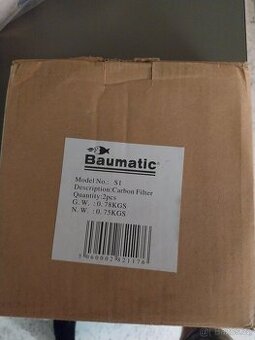 Baumatic
Model No.: S1
Description:Carbon Filter
Quantity:2pcs
G. W. :0. 78KGS
N. W. :0. 75KGS